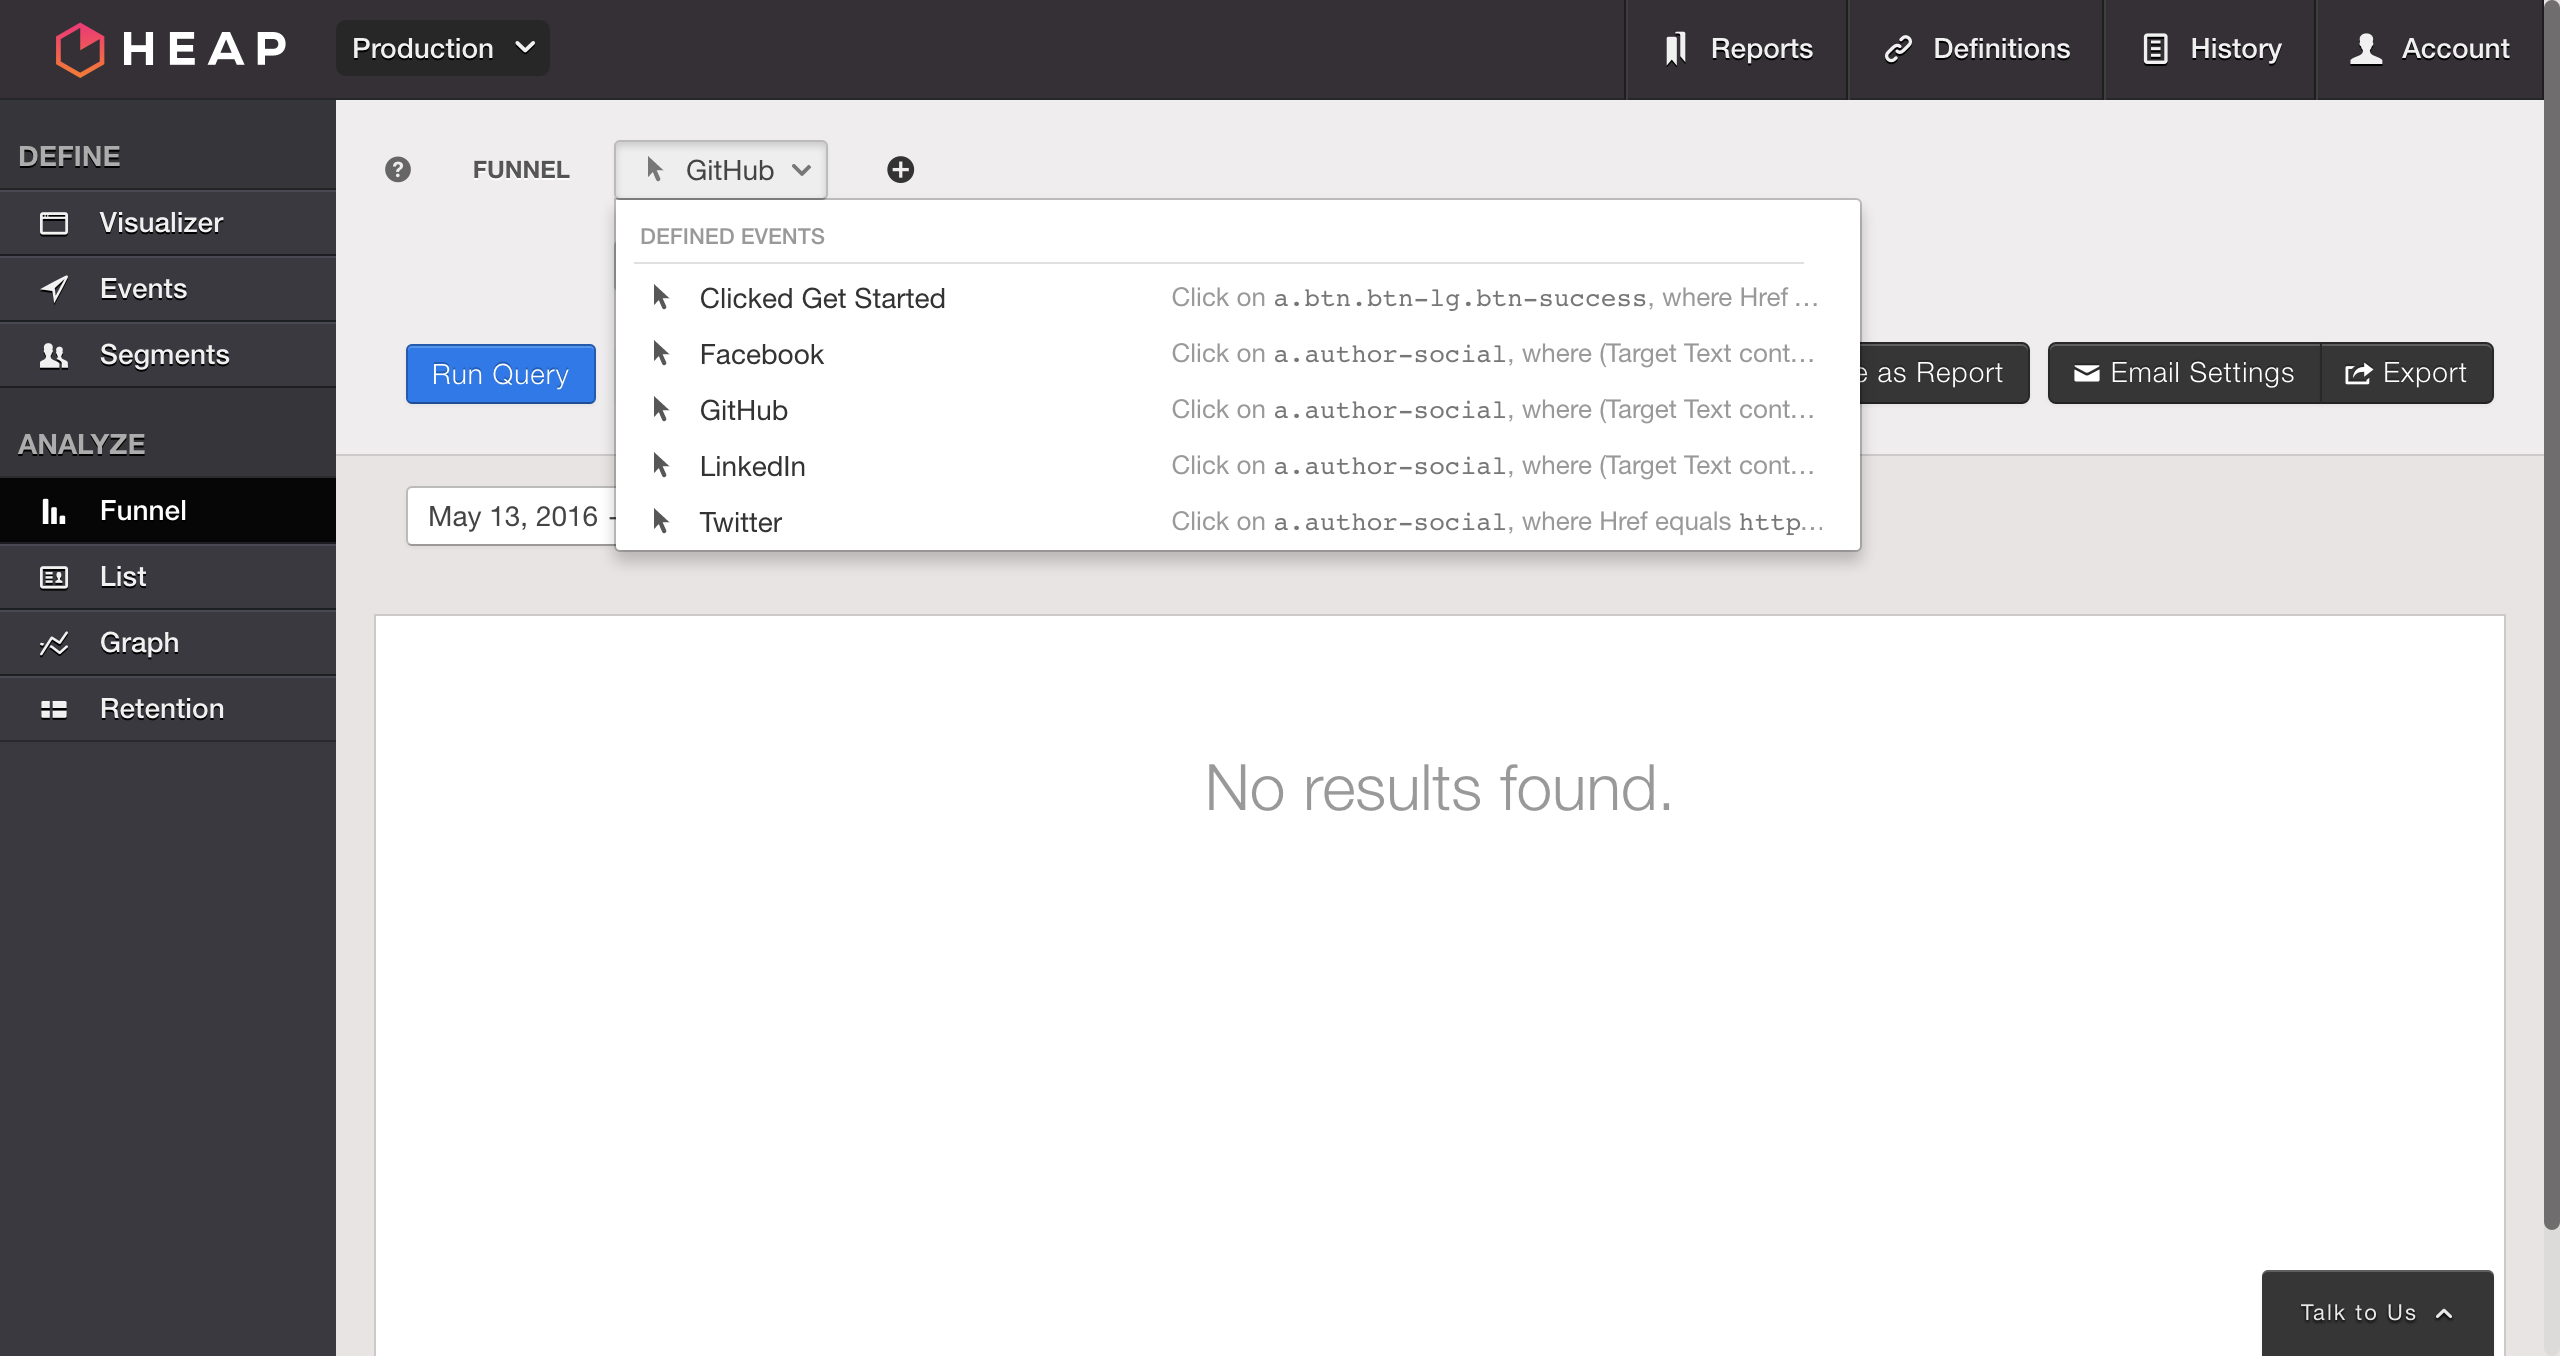 HEAP
Production
Reports
Definitions
History
Account
DEFINE
Visualizer
Events
Segments
ANALYZE
Funnel
List
Graph
Retention
? FUNNEL GitHub
DEFINED EVENTS
Clicked Get Started Click on a.btn.btn-lg.btn-success, where Href ...
Facebook Click on a.author-social, where (Target Text cont...
GitHub Click on a.author-social, where (Target Text cont...
LinkedIn Click on a.author-social, where (Target Text cont...
Twitter Click on a.author-social, where Href equals http...
Run Query
e as Report
Email Settings
Export
May 13, 2016 -
No results found.
Talk to Us